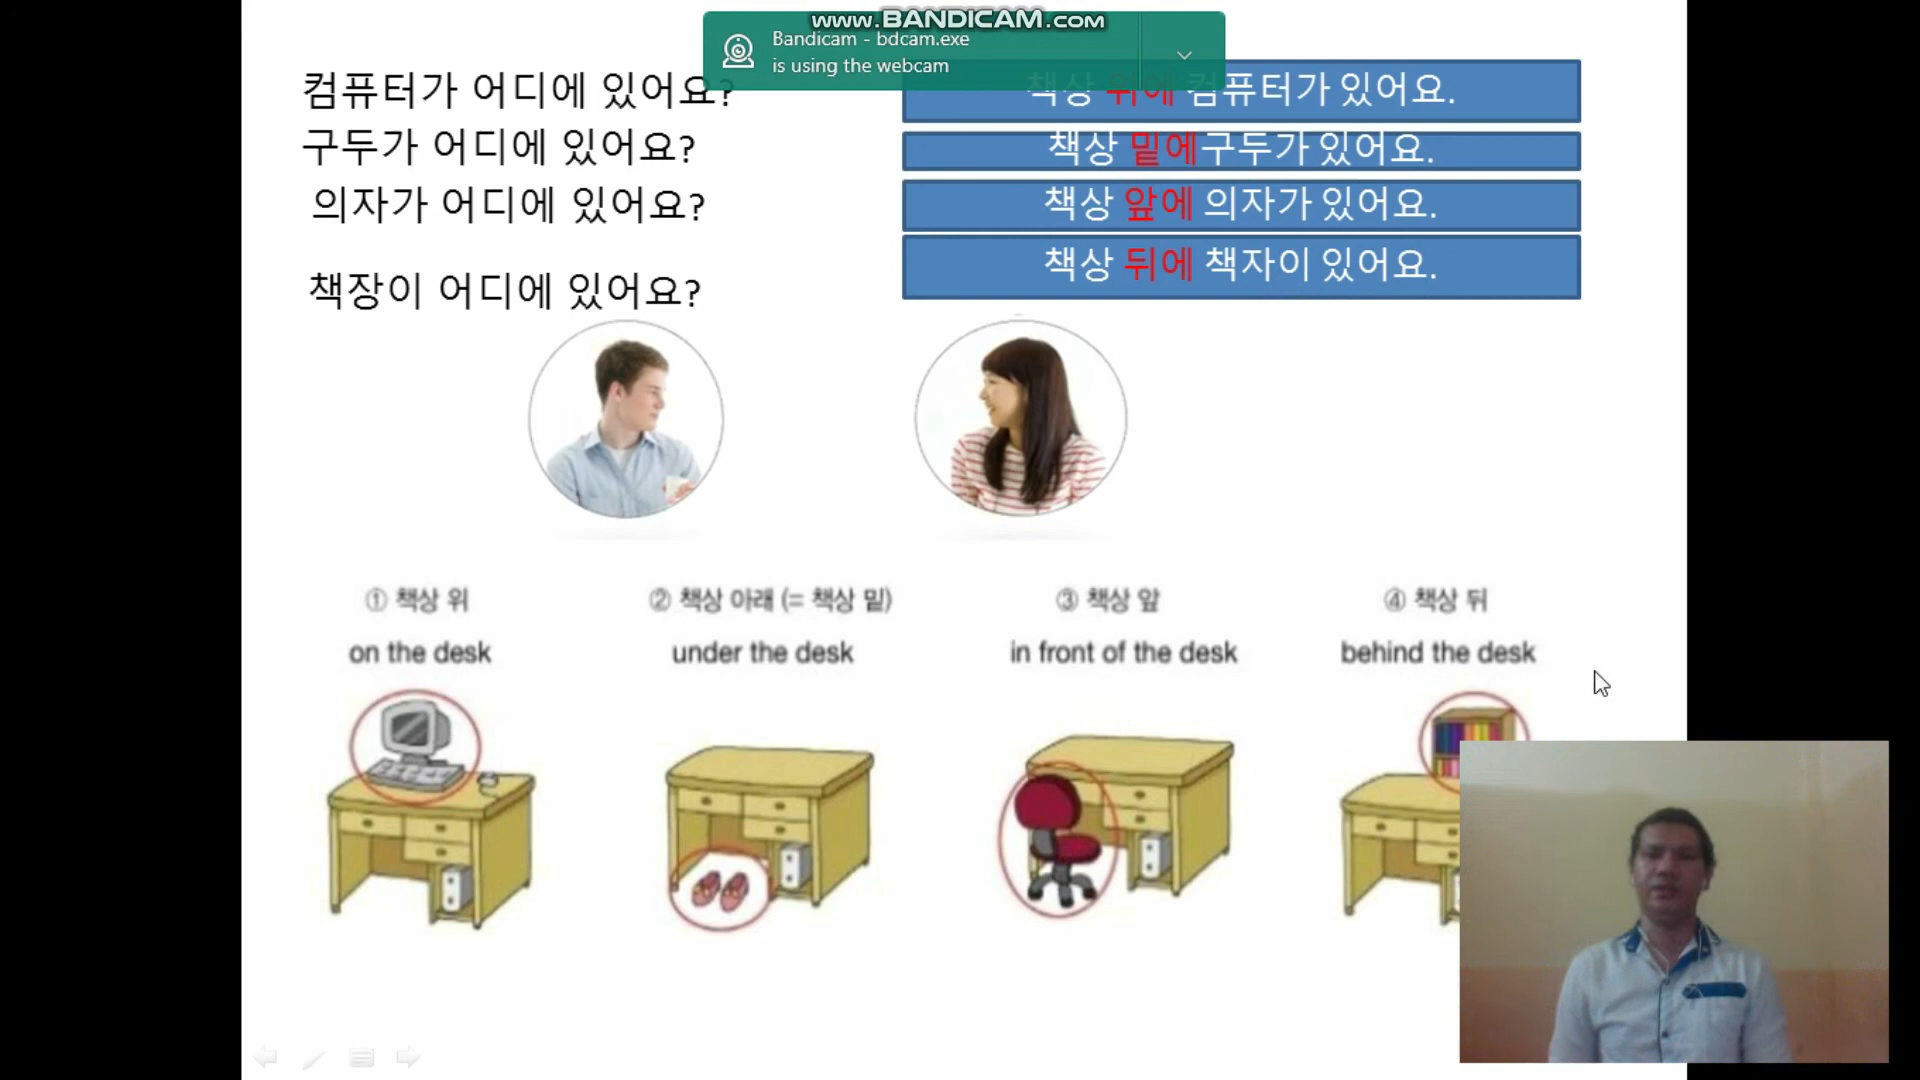 www.BANDICAM.com
Bandicam - bdcam.exe
is using the webcam
컴퓨터가 어디에 있어요?
책상 위에 컴퓨터가 있어요.
구두가 어디에 있어요?
책상 밑에구두가 있어요.
의자가 어디에 있어요?
책상 앞에 의자가 있어요.
책장이 어디에 있어요?
책상 뒤에 책자이 있어요.
① 책상 위
on the desk
② 책상 아래 (= 책상 밑)
under the desk
③ 책상 앞
in front of the desk
④ 책상 뒤
behind the desk